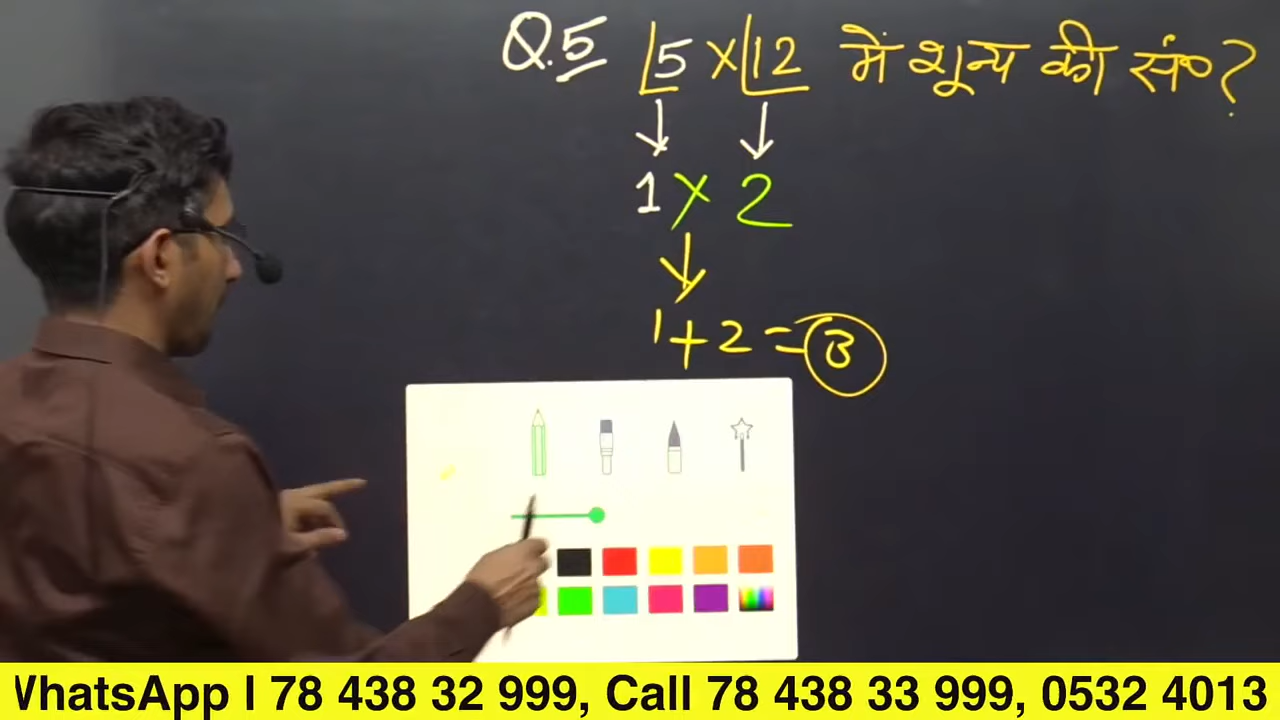 Q.5 |5 × |12 में शून्य की सं०?
1 × 2
1 + 2 = 3
WhatsApp I 78 438 32 999, Call 78 438 33 999, 0532 4013